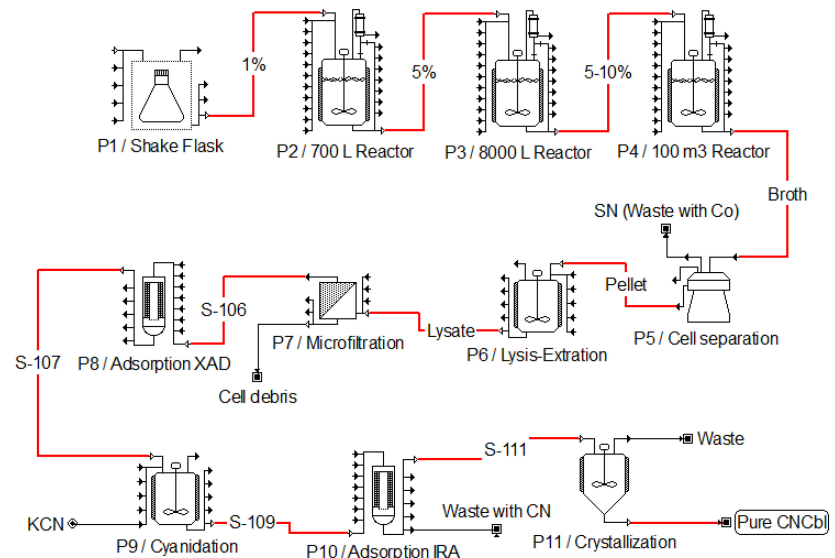 1%
5%
5-10%
P1 / Shake Flask
P2 / 700 L Reactor
P3 / 8000 L Reactor
P4 / 100 m3 Reactor
Broth
SN (Waste with Co)
Pellet
P5 / Cell separation
S-106
Lysate
P6 / Lysis-Extration
P7 / Microfiltration
P8 / Adsorption XAD
S-107
Cell debris
S-111
Waste
KCN
S-109
Waste with CN
Pure CNCbl
P9 / Cyanidation
P10 / Adsorption IRA
P11 / Crystallization